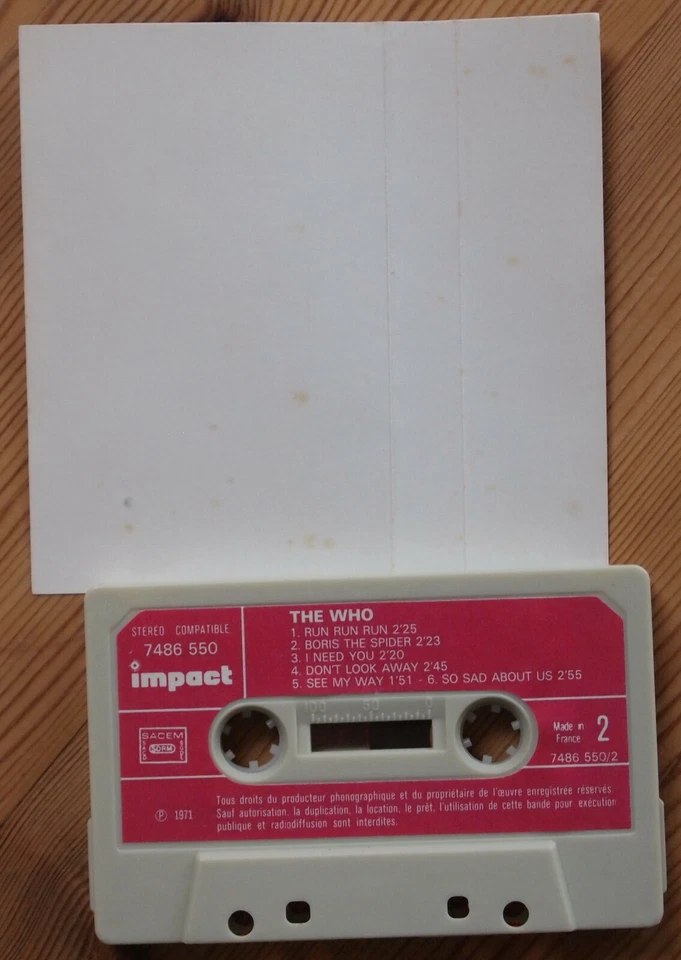 STEREO COMPATIBLE
7486 550
impact
THE WHO
1. RUN RUN RUN 2'25
2. BORIS THE SPIDER 2'23
3. I NEED YOU 2'20
4. DON'T LOOK AWAY 2'45
5. SEE MY WAY 1'51 - 6. SO SAD ABOUT US 2'55
100 50 0
SACEM
SDRM
Made in
France
2
7486 550/2
Ⓟ 1971
Tous droits du producteur phonographique et du propriétaire de l'œuvre enregistrée réservés.
Sauf autorisation, la duplication, la location, le prêt, l'utilisation de cette bande pour exécution
publique et radiodiffusion sont interdites.